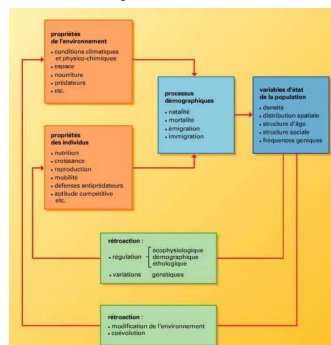 propriétés
de l'environnement
• conditions climatiques
et physico-chimiques
• espace
• nourriture
• prédateurs
• etc.
propriétés
des individus
• nutrition
• croissance
• reproduction
• mobilité
• défenses antiprédateurs
• aptitude compétitive
etc.
processus
démographiques
• natalité
• mortalité
• émigration
• immigration
variables d'état
de la population
• densité
• distribution spatiale
• structure d'âge
• structure sociale
• fréquences géniques
rétroaction :
• régulation
écophysiologique
démographique
éthologique
• variations génétiques
rétroaction :
• modification de l'environnement
• coévolution